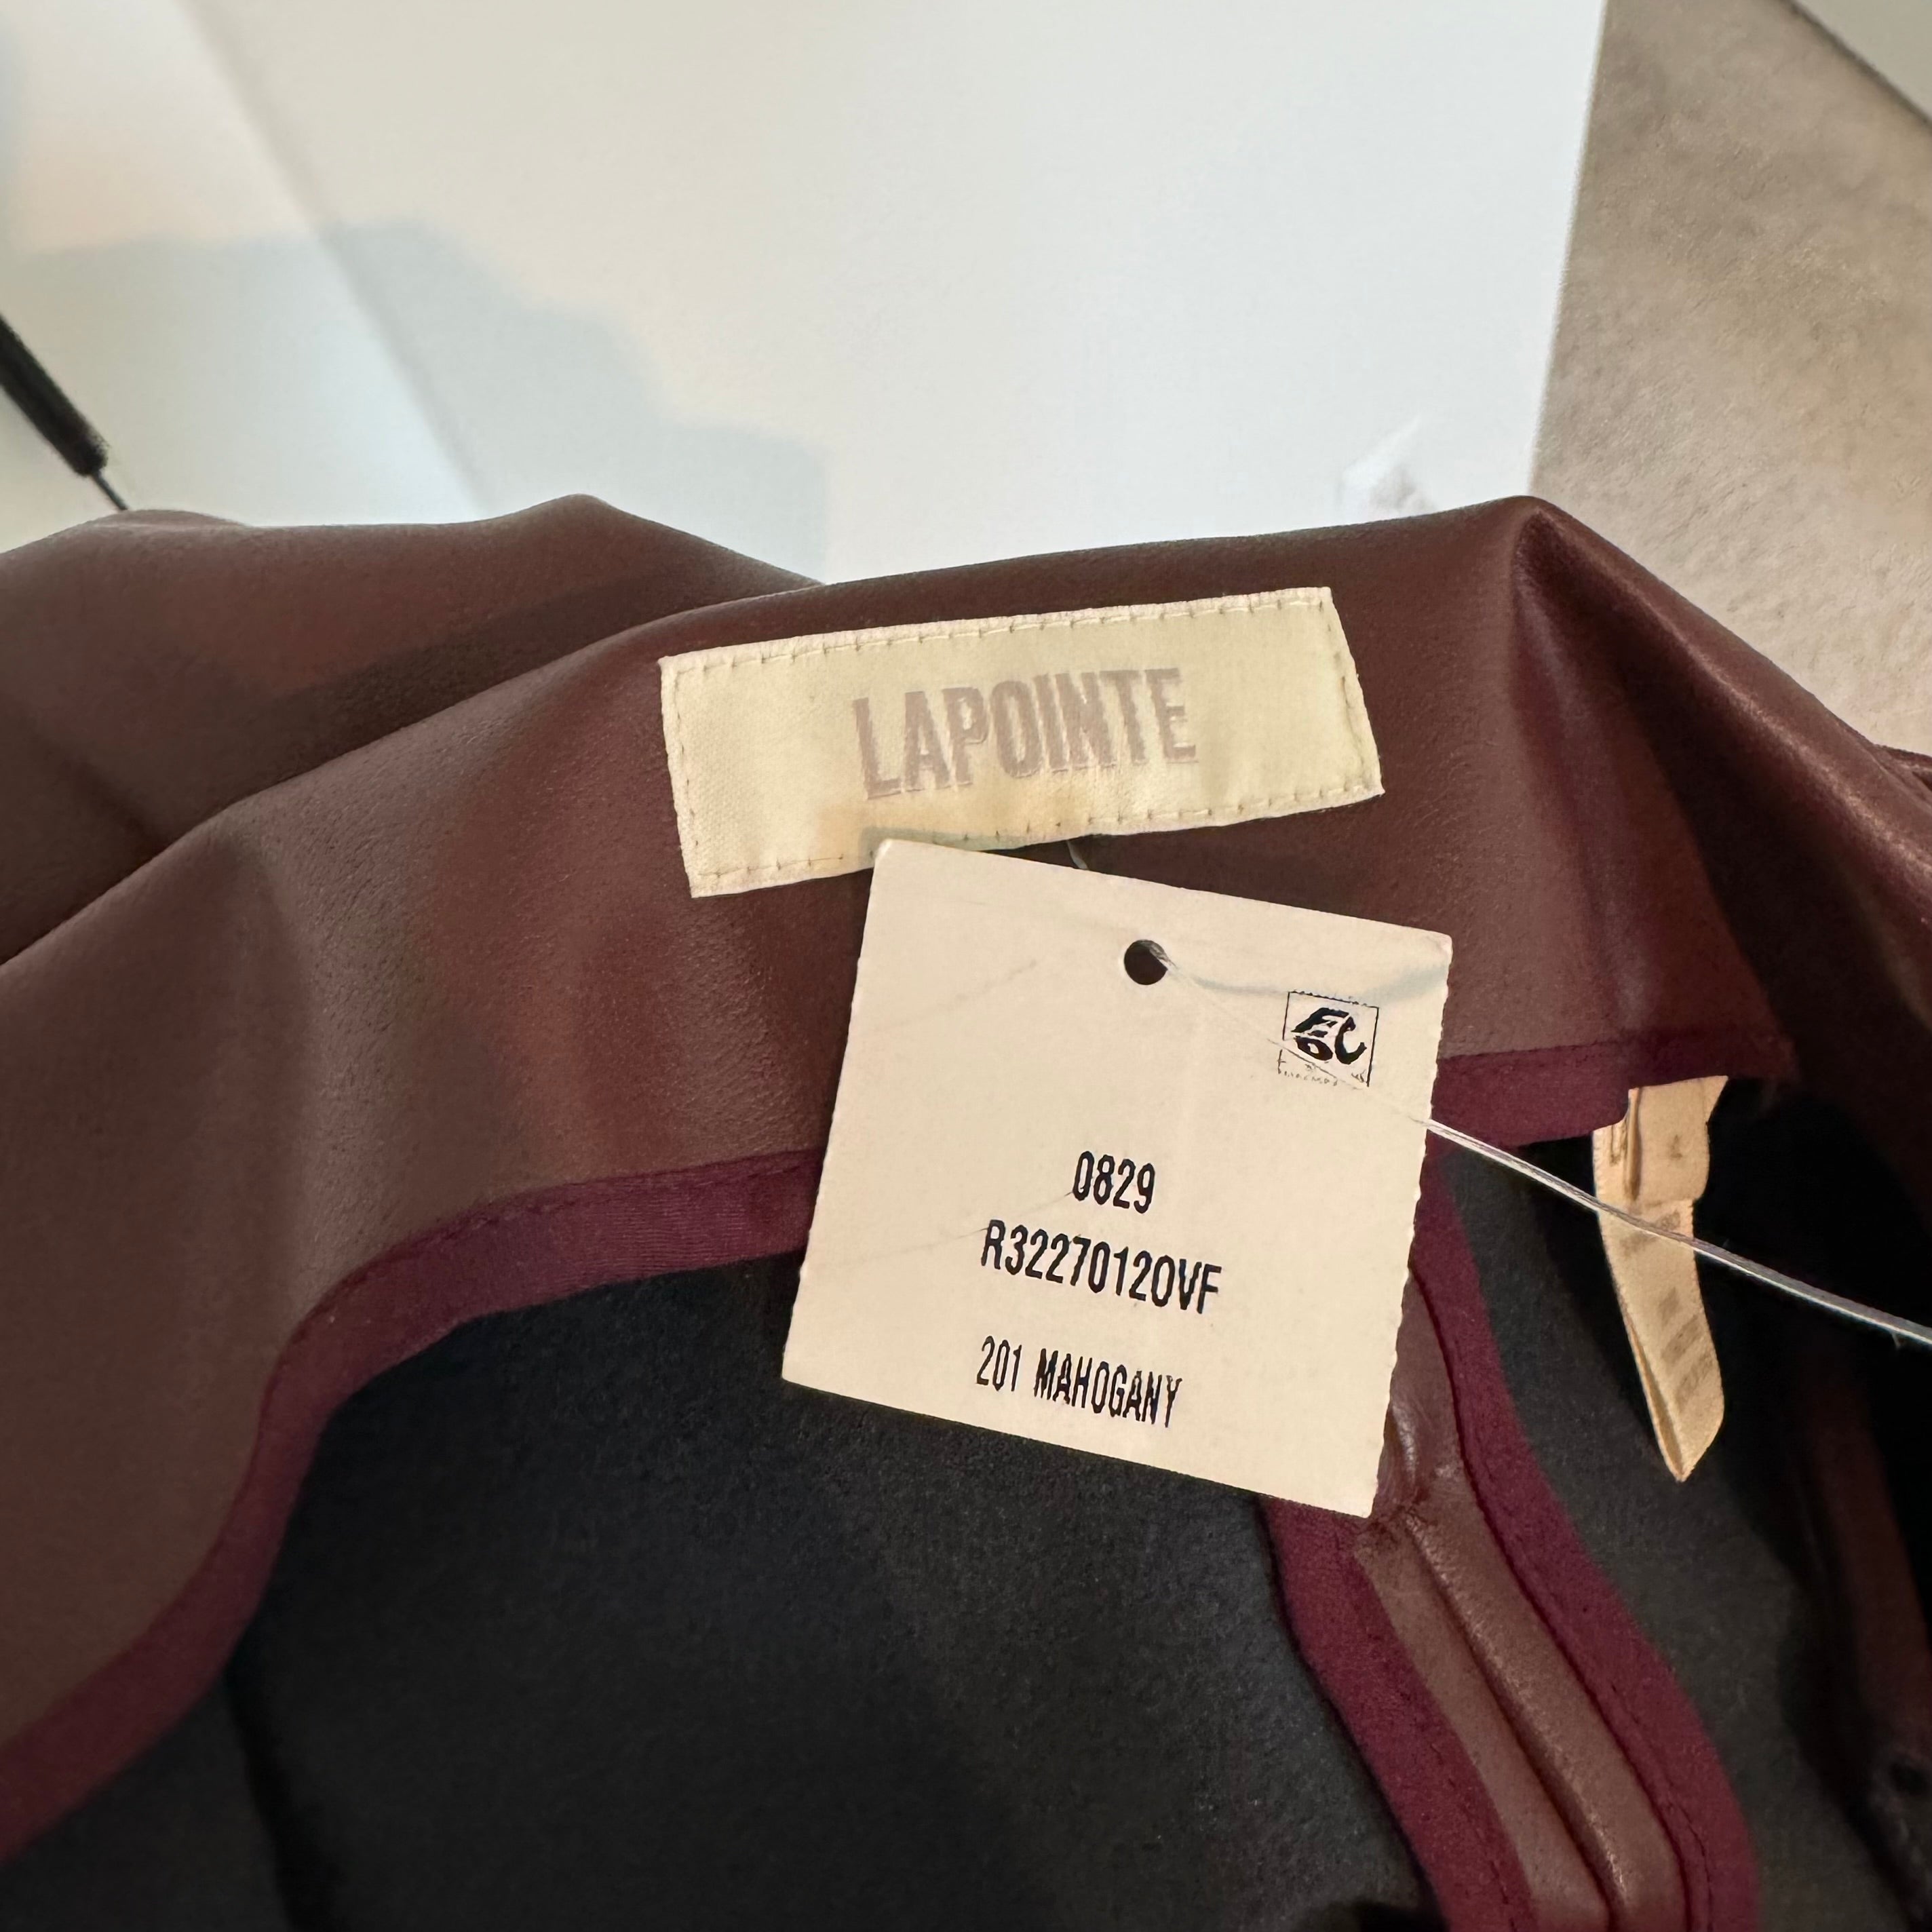 LAPOINTE
0829
R32270120VF
201 MAHOGANY